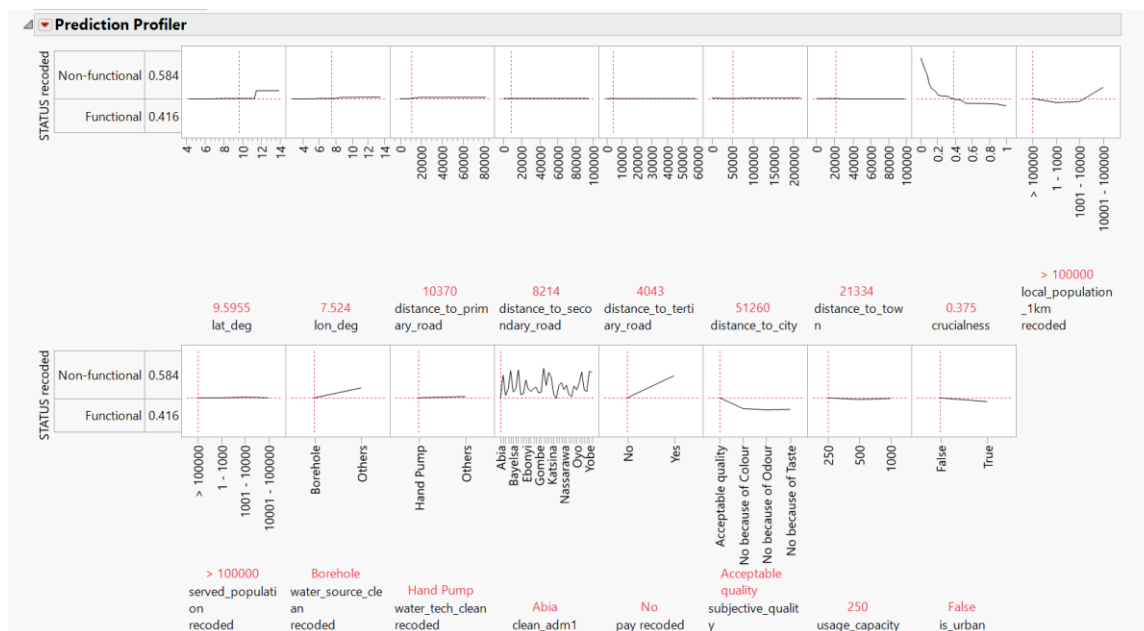 Prediction Profiler
STATUS recoded
Non-functional 0.584
Functional 0.416
4 6 8 10 12 14
4 6 8 10 12 14
0 20000 40000 60000 80000
0 20000 40000 60000 80000 100000
0 10000 20000 30000 40000 50000 60000
0 50000 100000 150000 200000
0 20000 40000 60000 80000 100000
0 0.2 0.4 0.6 0.8 1
> 100000
1 - 1000
1001 - 10000
10001 - 100000
9.5955
lat_deg
7.524
lon_deg
10370
distance_to_prim
ary_road
8214
distance_to_seco
ndary_road
4043
distance_to_terti
ary_road
51260
distance_to_city
21334
distance_to_tow
n
0.375
crucialness
> 100000
local_population
_1km
recoded
STATUS recoded
Non-functional 0.584
Functional 0.416
> 100000
1 - 1000
1001 - 10000
10001 - 100000
Borehole
Others
Hand Pump
Others
Abia
Bayelsa
Ebonyi
Gombe
Katsina
Nassarawa
Oyo
Yobe
No
Yes
Acceptable quality
No because of Colour
No because of Odour
No because of Taste
250
500
1000
False
True
> 100000
served_populati
on
recoded
Borehole
water_source_cle
an
recoded
Hand Pump
water_tech_clean
recoded
Abia
clean_adm1
No
pay recoded
Acceptable
quality
subjective_qualit
y
250
usage_capacity
False
is_urban